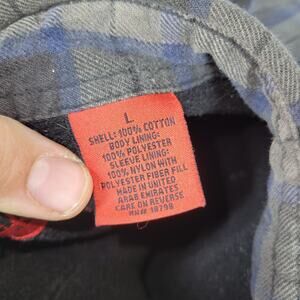 L
SHELL: 100% COTTON
BODY LINING:
100% POLYESTER
SLEEVE LINING:
100% NYLON WITH
POLYESTER FIBER FILL
MADE IN UNITED
ARAB EMIRATES
CARE ON REVERSE
RN# 18798